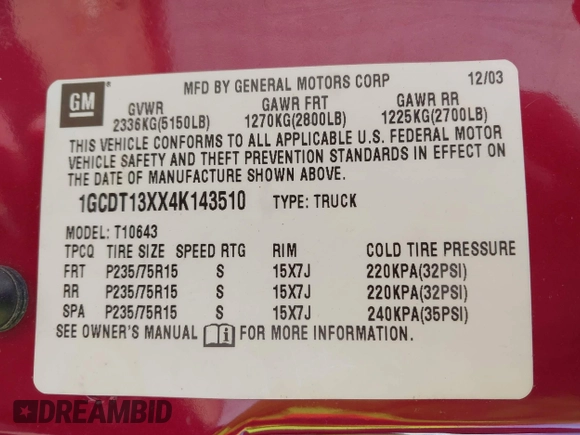 GM
MFD BY GENERAL MOTORS CORP 12/03
GVWR GAWR FRT GAWR RR
2336KG(5150LB) 1270KG(2800LB) 1225KG(2700LB)
THIS VEHICLE CONFORMS TO ALL APPLICABLE U.S. FEDERAL MOTOR
VEHICLE SAFETY AND THEFT PREVENTION STANDARDS IN EFFECT ON
THE DATE OF MANUFACTURE SHOWN ABOVE.
1GCDT13XX4K143510 TYPE: TRUCK
MODEL: T10643
TPCQ TIRE SIZE SPEED RTG RIM COLD TIRE PRESSURE
FRT P235/75R15 S 15X7J 220KPA(32PSI)
RR P235/75R15 S 15X7J 220KPA(32PSI)
SPA P235/75R15 S 15X7J 240KPA(35PSI)
SEE OWNER'S MANUAL FOR MORE INFORMATION.
DREAMBID